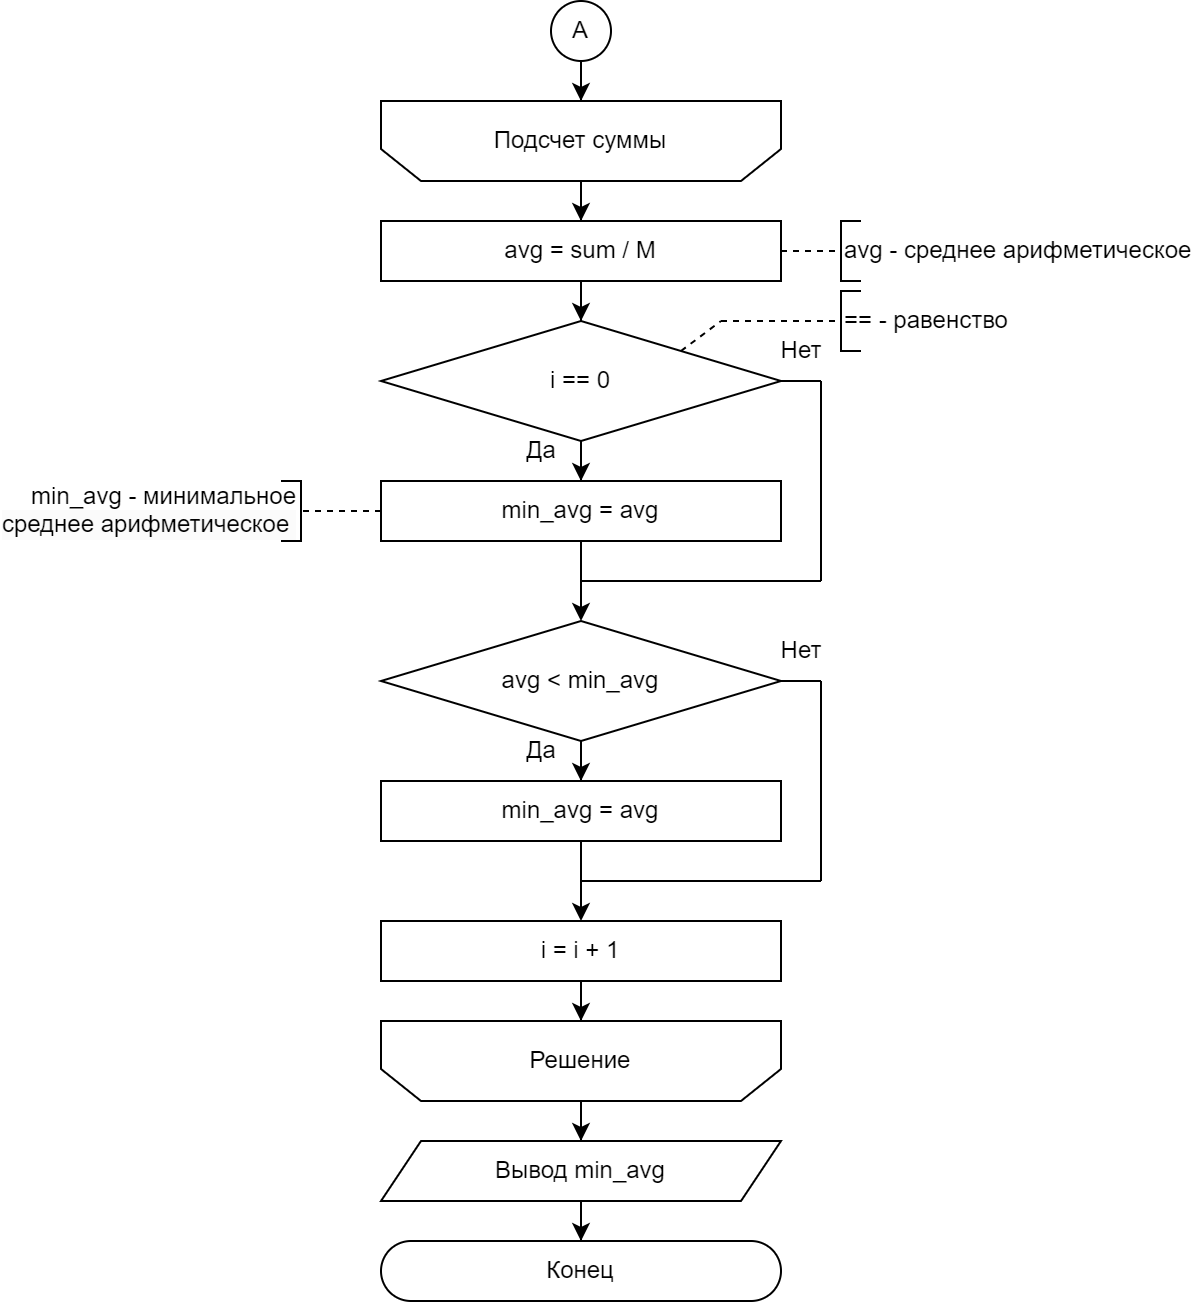 A
Подсчет суммы
avg = sum / M
avg - среднее арифметическое
== - равенство
Нет
i == 0
Да
min_avg - минимальное
среднее арифметическое
min_avg = avg
Нет
avg < min_avg
Да
min_avg = avg
i = i + 1
Решение
Вывод min_avg
Конец